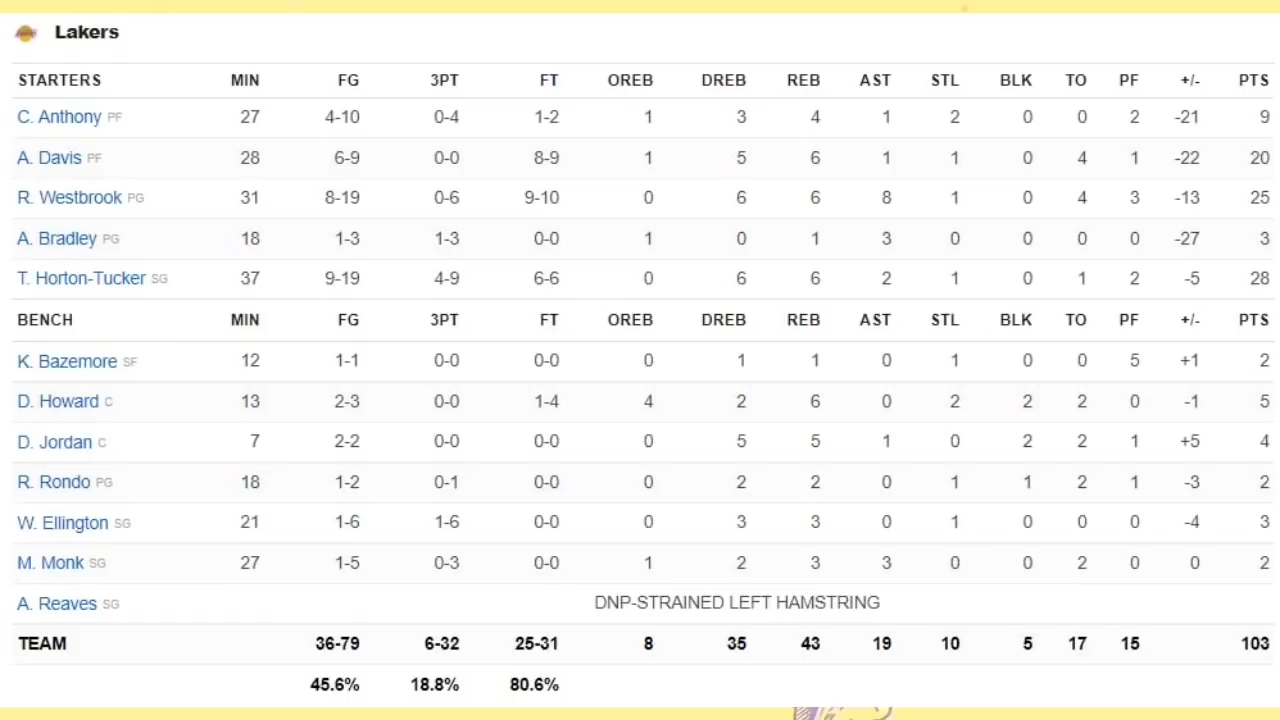 Lakers
STARTERS MIN FG 3PT FT OREB DREB REB AST STL BLK TO PF +/- PTS
C. Anthony PF 27 4-10 0-4 1-2 1 3 4 1 2 0 0 2 -21 9
A. Davis PF 28 6-9 0-0 8-9 1 5 6 1 1 0 4 1 -22 20
R. Westbrook PG 31 8-19 0-6 9-10 0 6 6 8 1 0 4 3 -13 25
A. Bradley PG 18 1-3 1-3 0-0 1 0 1 3 0 0 0 0 -27 3
T. Horton-Tucker SG 37 9-19 4-9 6-6 0 6 6 2 1 0 1 2 -5 28
BENCH MIN FG 3PT FT OREB DREB REB AST STL BLK TO PF +/- PTS
K. Bazemore SF 12 1-1 0-0 0-0 0 1 1 0 1 0 0 5 +1 2
D. Howard C 13 2-3 0-0 1-4 4 2 6 0 2 2 2 0 -1 5
D. Jordan C 7 2-2 0-0 0-0 0 5 5 1 0 2 2 1 +5 4
R. Rondo PG 18 1-2 0-1 0-0 0 2 2 0 1 1 2 1 -3 2
W. Ellington SG 21 1-6 1-6 0-0 0 3 3 0 1 0 0 0 -4 3
M. Monk SG 27 1-5 0-3 0-0 1 2 3 3 0 0 2 0 0 2
A. Reaves SG DNP-STRAINED LEFT HAMSTRING
TEAM 36-79 6-32 25-31 8 35 43 19 10 5 17 15 103
45.6% 18.8% 80.6%